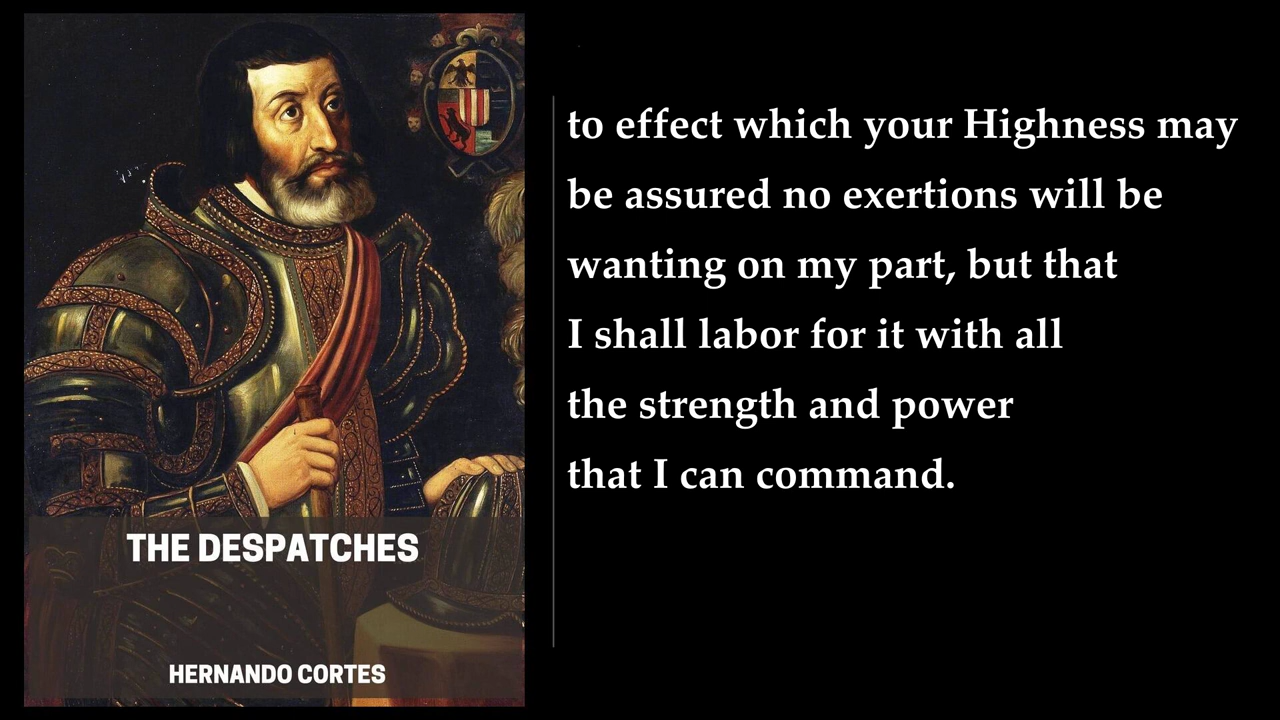 THE DESPATCHES
HERNANDO CORTES
to effect which your Highness may
be assured no exertions will be
wanting on my part, but that
I shall labor for it with all
the strength and power
that I can command.